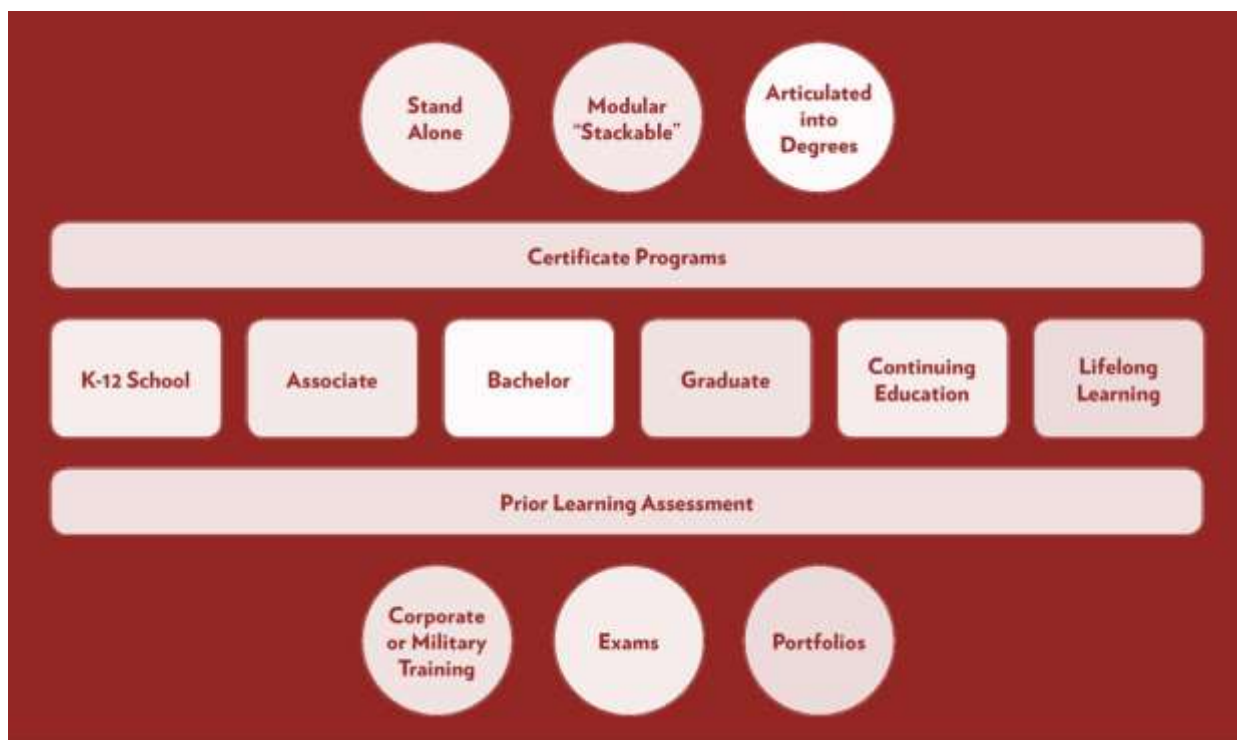 Stand
Alone
Modular
“Stackable”
Articulated
into
Degrees
Certificate Programs
K-12 School
Associate
Bachelor
Graduate
Continuing
Education
Lifelong
Learning
Prior Learning Assessment
Corporate
or Military
Training
Exams
Portfolios